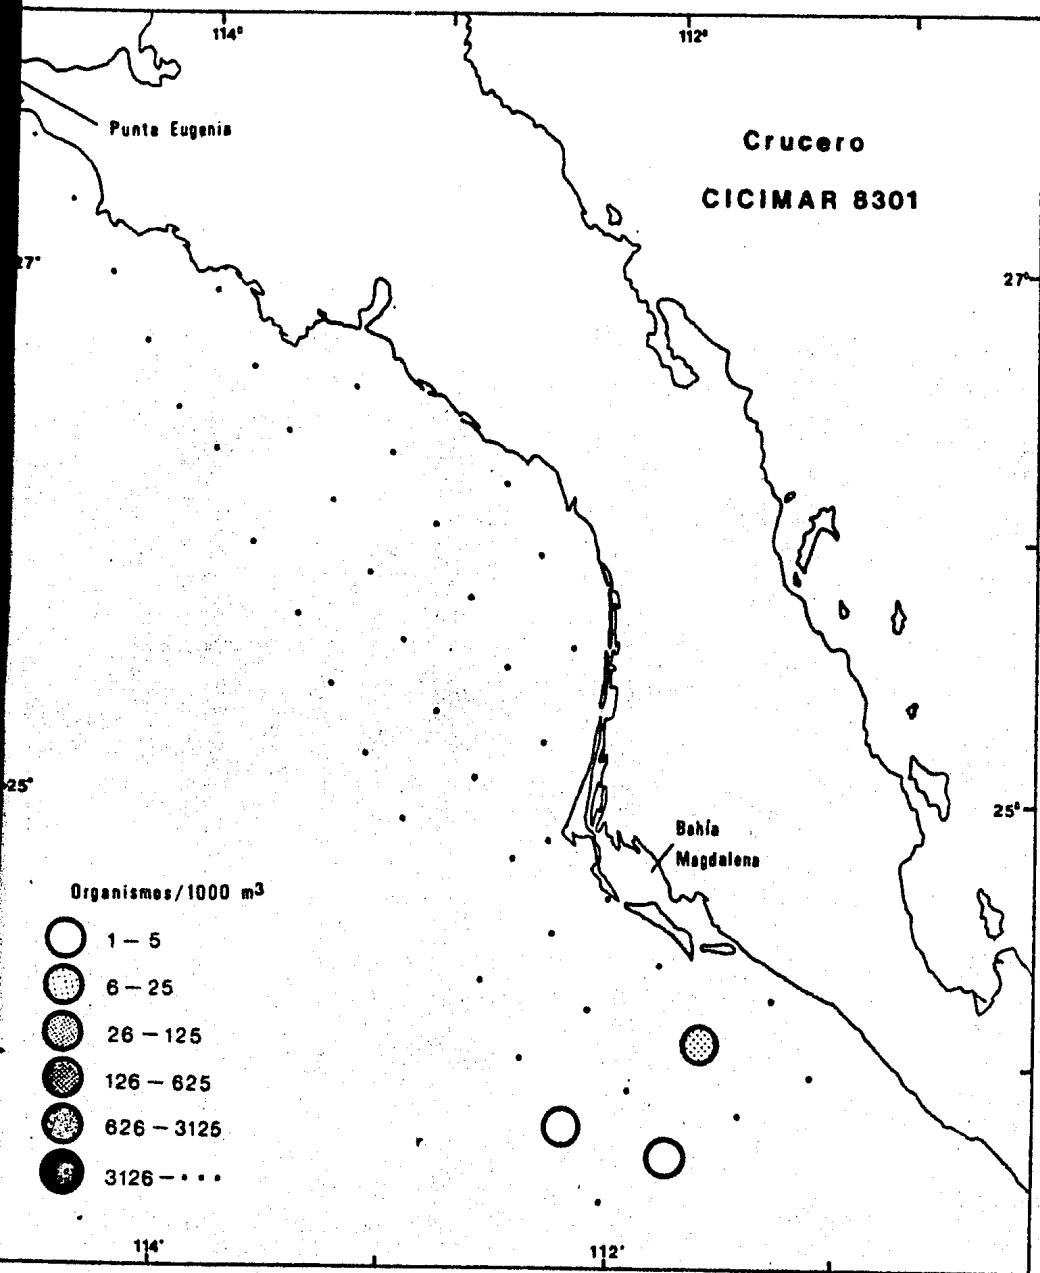 114°
112°
Punta Eugenia
Crucero
CICIMAR 8301
27°
27°
25°
25°
Bahía
Magdalena
Organismos/1000 m³
1 – 5
6 – 25
26 – 125
126 – 625
626 – 3125
3126 – • • •
114°
112°